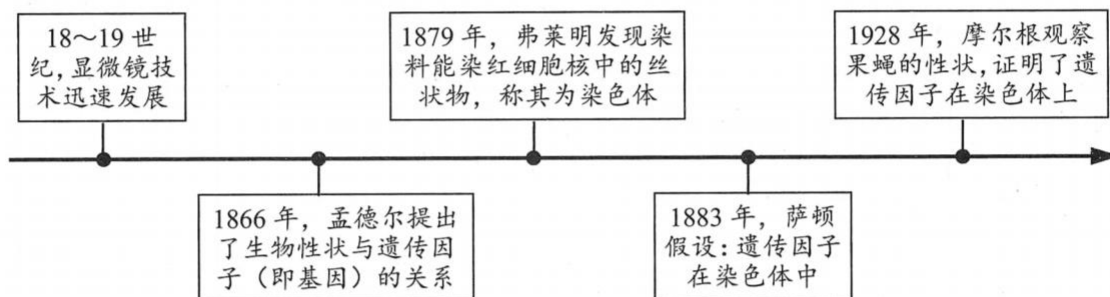 18～19 世
纪，显微镜技
术迅速发展
1866 年，孟德尔提出
了生物性状与遗传因
子（即基因）的关系
1879 年，弗莱明发现染
料能染红细胞核中的丝
状物，称其为染色体
1883 年，萨顿
假设：遗传因子
在染色体中
1928 年，摩尔根观察
果蝇的性状，证明了遗
传因子在染色体上